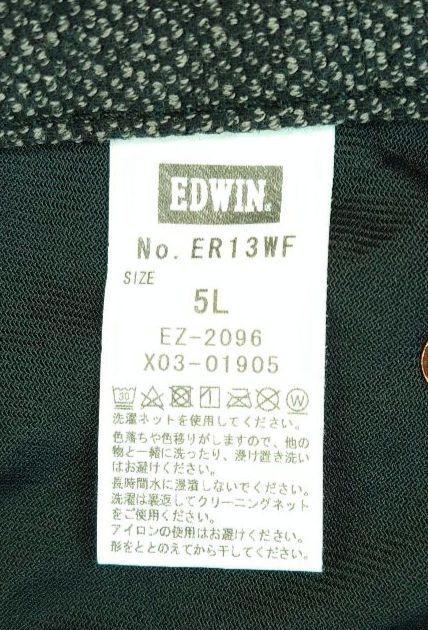 EDWIN.
No. ER13WF
SIZE
5L
EZ-2096
X03-01905
30
W
洗濯ネットを使用してください。
色落ちや色移りがしますので、他の
物と一緒に洗ったり、浸け置き洗い
はお避けください。
長時間水に浸漬しないでください。
洗濯は裏返してクリーニングネット
をご使用ください。
アイロンの使用はお避けください。
形をととのえてから干してください。